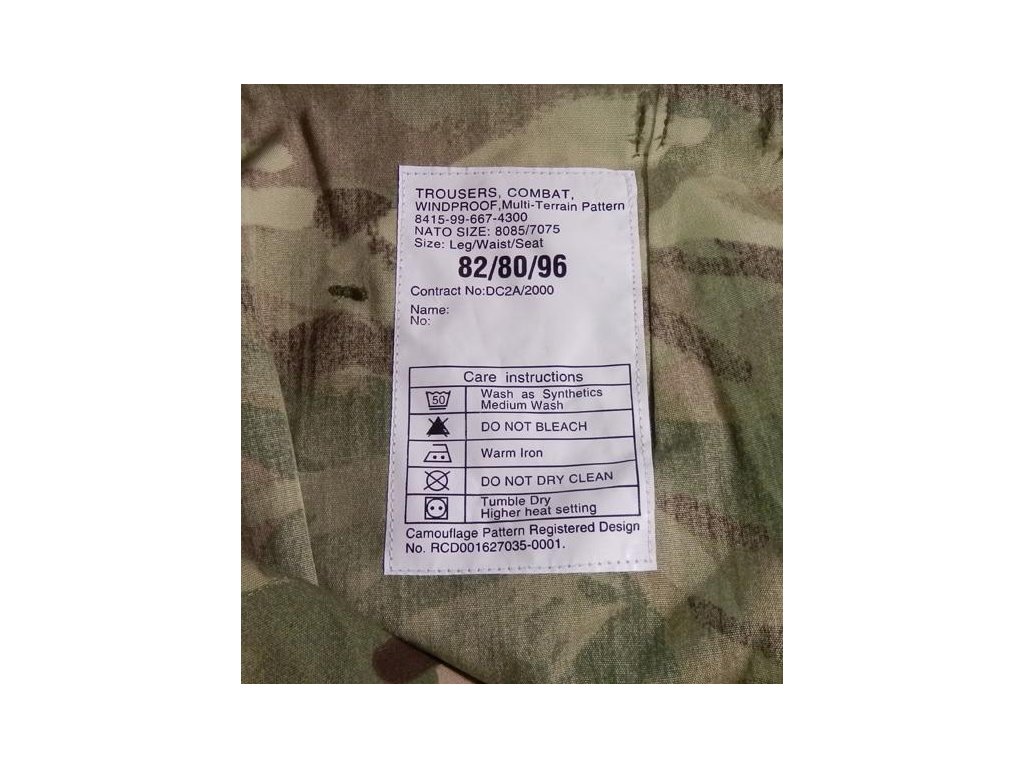 TROUSERS, COMBAT,
WINDPROOF,Multi-Terrain Pattern
8415-99-667-4300
NATO SIZE: 8085/7075
Size: Leg/Waist/Seat
82/80/96
Contract No:DC2A/2000
Name:
No:
Care instructions
50
Wash as Synthetics
Medium Wash
DO NOT BLEACH
Warm Iron
DO NOT DRY CLEAN
Tumble Dry
Higher heat setting
Camouflage Pattern Registered Design
No. RCD001627035-0001.